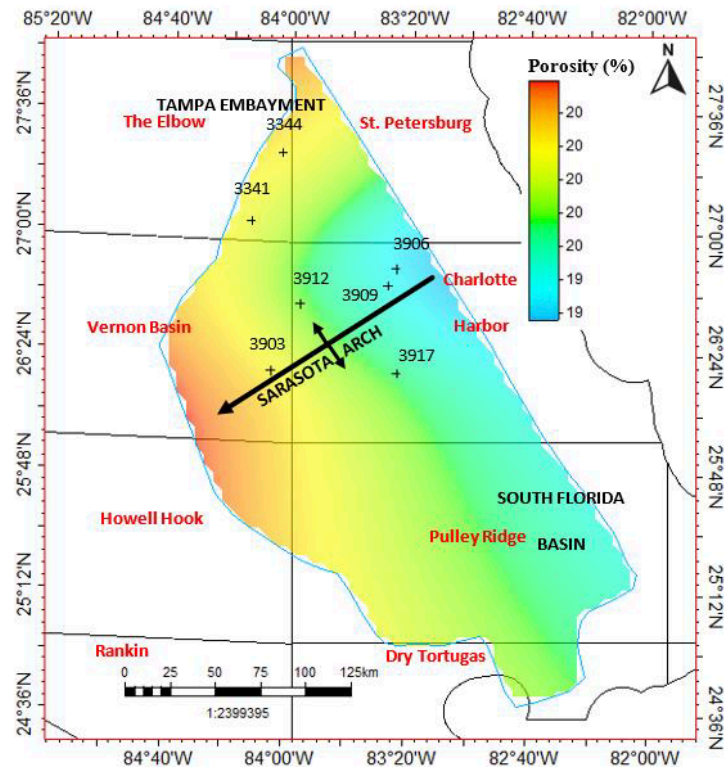 85°20'W 84°40'W 84°00'W 83°20'W 82°40'W 82°00'W
27°36'N
27°00'N
26°24'N
25°48'N
25°12'N
24°36'N
N
Porosity (%)
20
20
20
20
19
19
TAMPA EMBAYMENT
The Elbow
3344
St. Petersburg
3341
3906
3912
3909
Charlotte
Harbor
Vernon Basin
3903
3917
SARASOTA ARCH
SOUTH FLORIDA
BASIN
Howell Hook
Pulley Ridge
Rankin
Dry Tortugas
0 25 50 75 100 125km
1:2399395
27°36'N
27°00'N
26°24'N
25°48'N
25°12'N
24°36'N
84°40'W 84°00'W 83°20'W 82°40'W 82°00'W